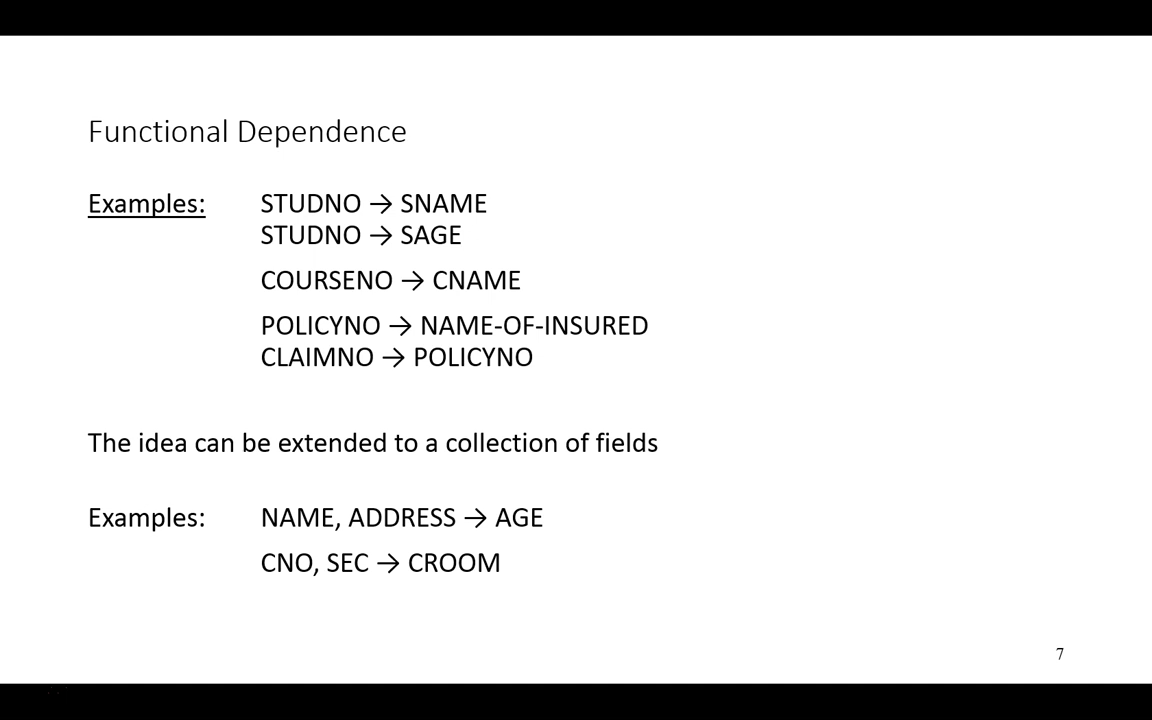 Functional Dependence
Examples: STUDNO → SNAME
STUDNO → SAGE
COURSENO → CNAME
POLICYNO → NAME-OF-INSURED
CLAIMNO → POLICYNO
The idea can be extended to a collection of fields
Examples: NAME, ADDRESS → AGE
CNO, SEC → CROOM
7